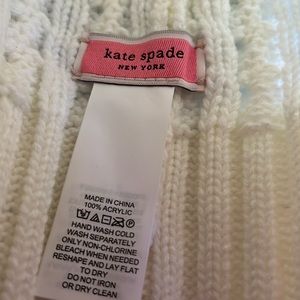 kate spade
NEW YORK
MADE IN CHINA
100% ACRYLIC
HAND WASH COLD
WASH SEPARATELY
ONLY NON-CHLORINE
BLEACH WHEN NEEDED
RESHAPE AND LAY FLAT
TO DRY
DO NOT IRON
OR DRY CLEAN